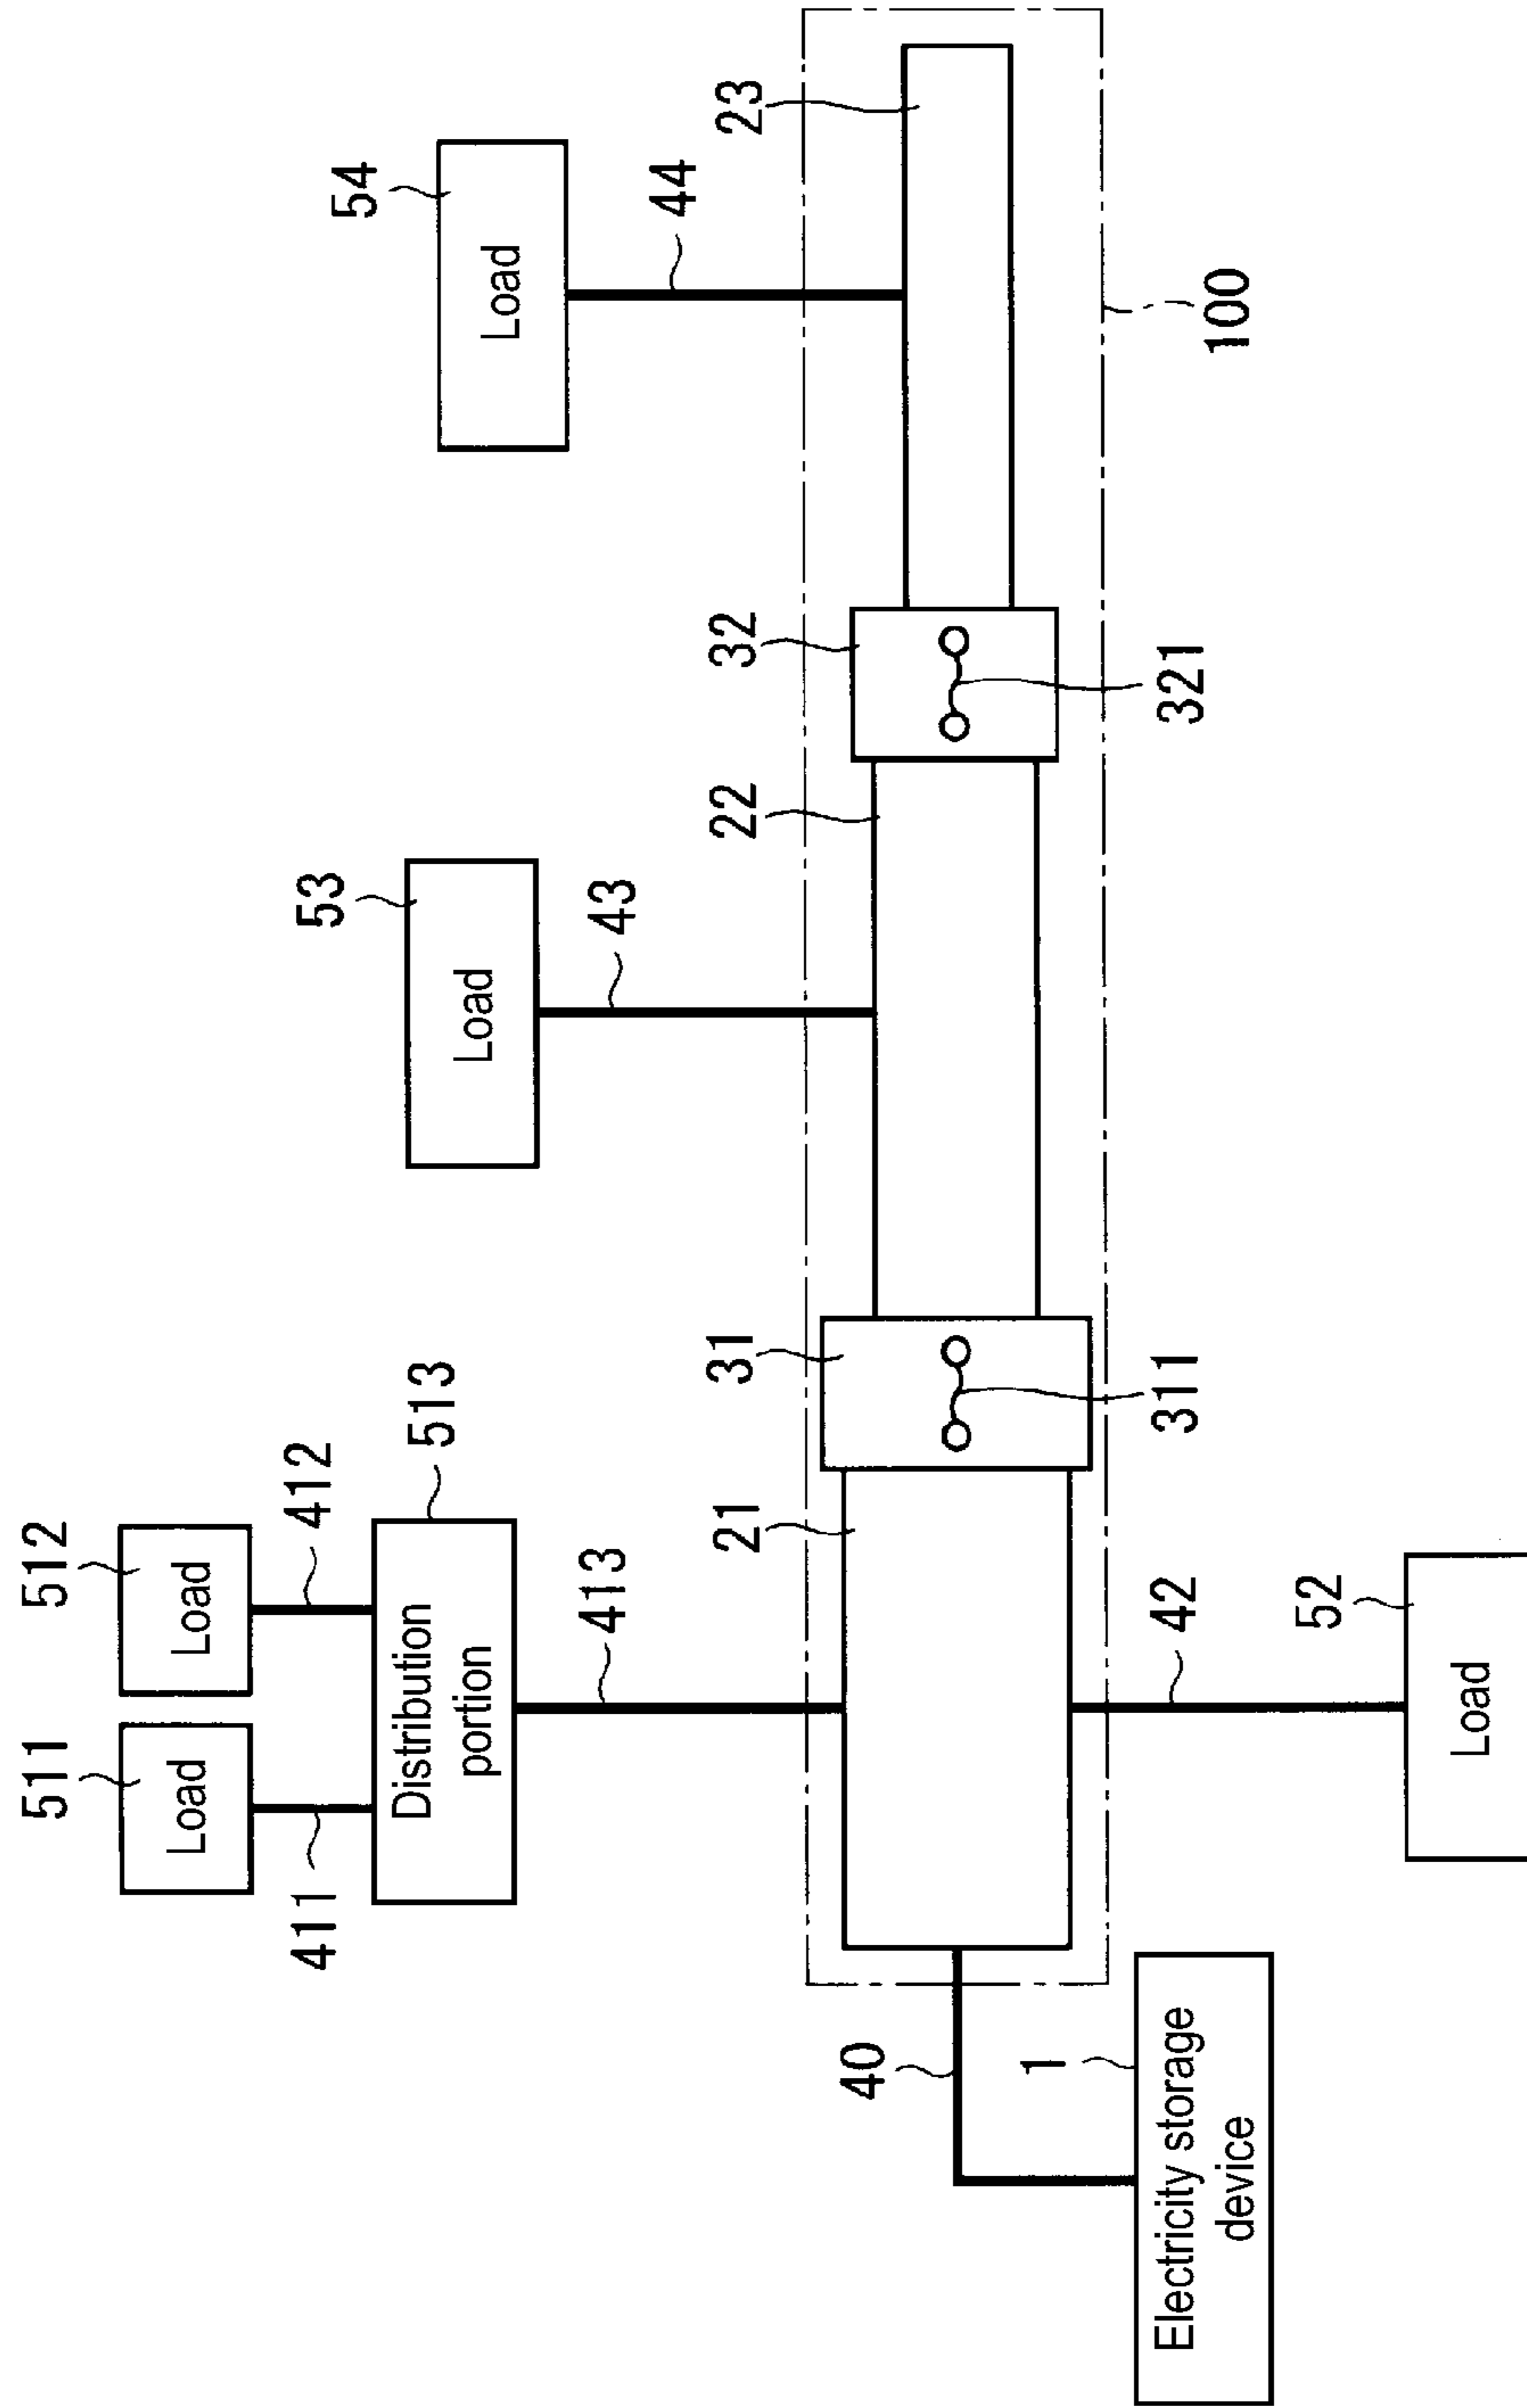 511
512
Load
Load
411
412
513
Distribution
portion
413
53
Load
43
54
Load
44
21
31
22
32
23
40
311
321
100
1
Electricity storage
device
42
52
Load